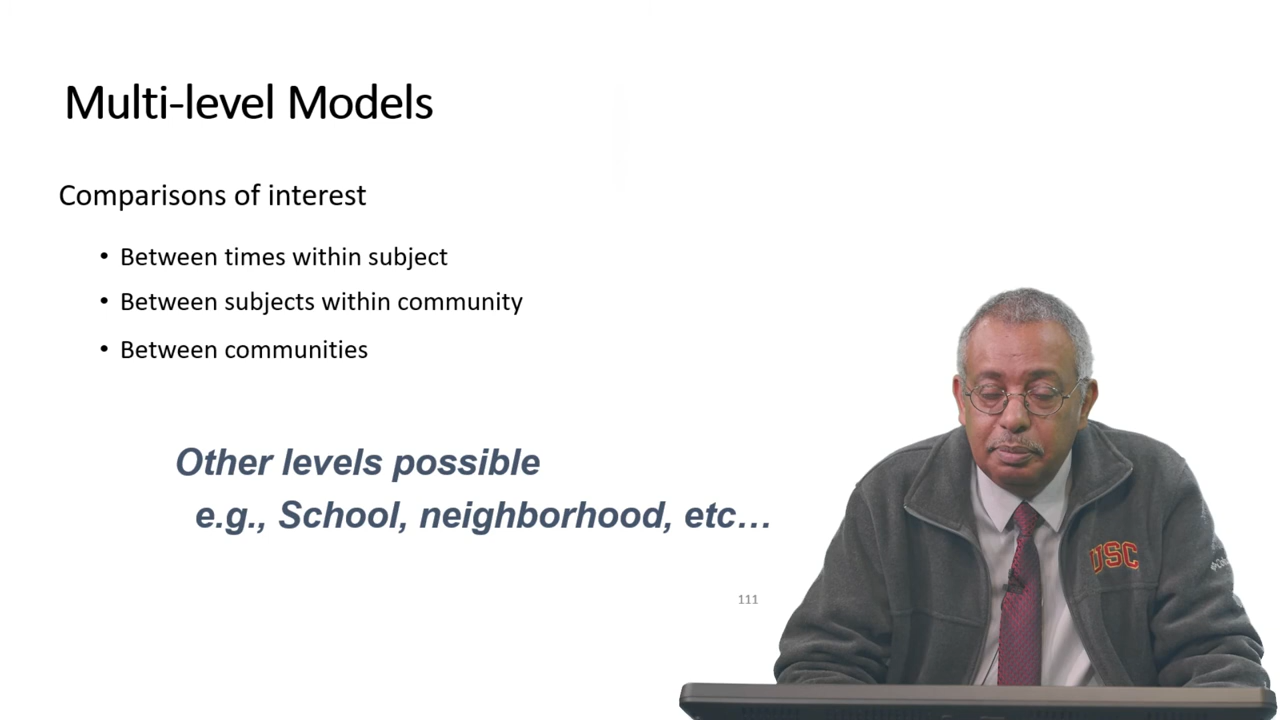 Multi-level Models
Comparisons of interest
• Between times within subject
• Between subjects within community
• Between communities
Other levels possible
e.g., School, neighborhood, etc...
111
USC